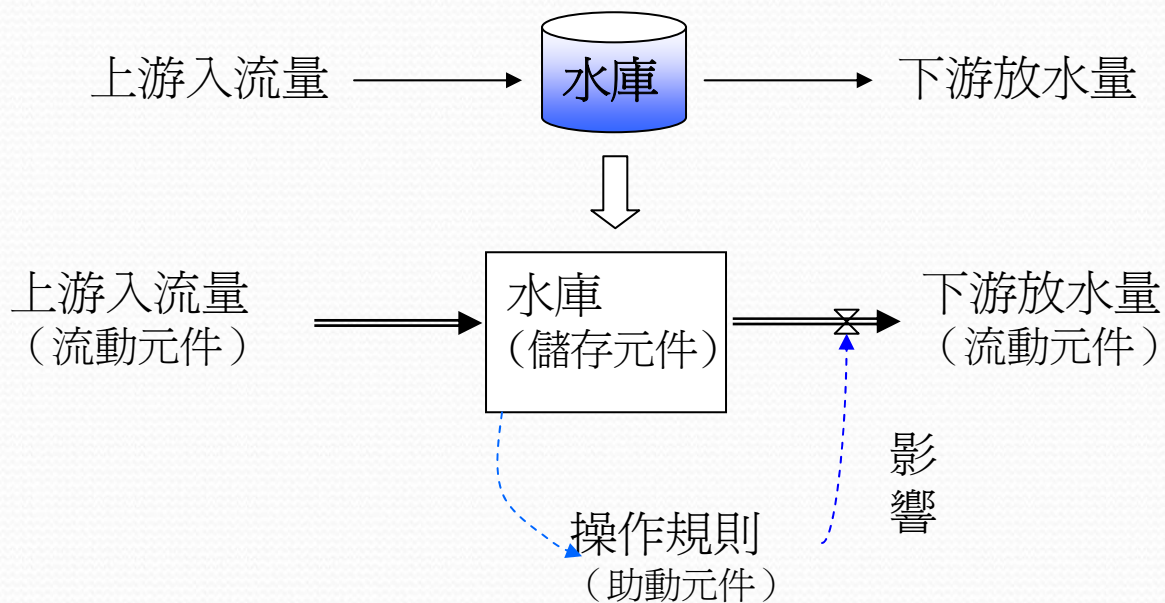 上游入流量
水庫
下游放水量
上游入流量
（流動元件）
水庫
（儲存元件）
下游放水量
（流動元件）
影
響
操作規則
（助動元件）